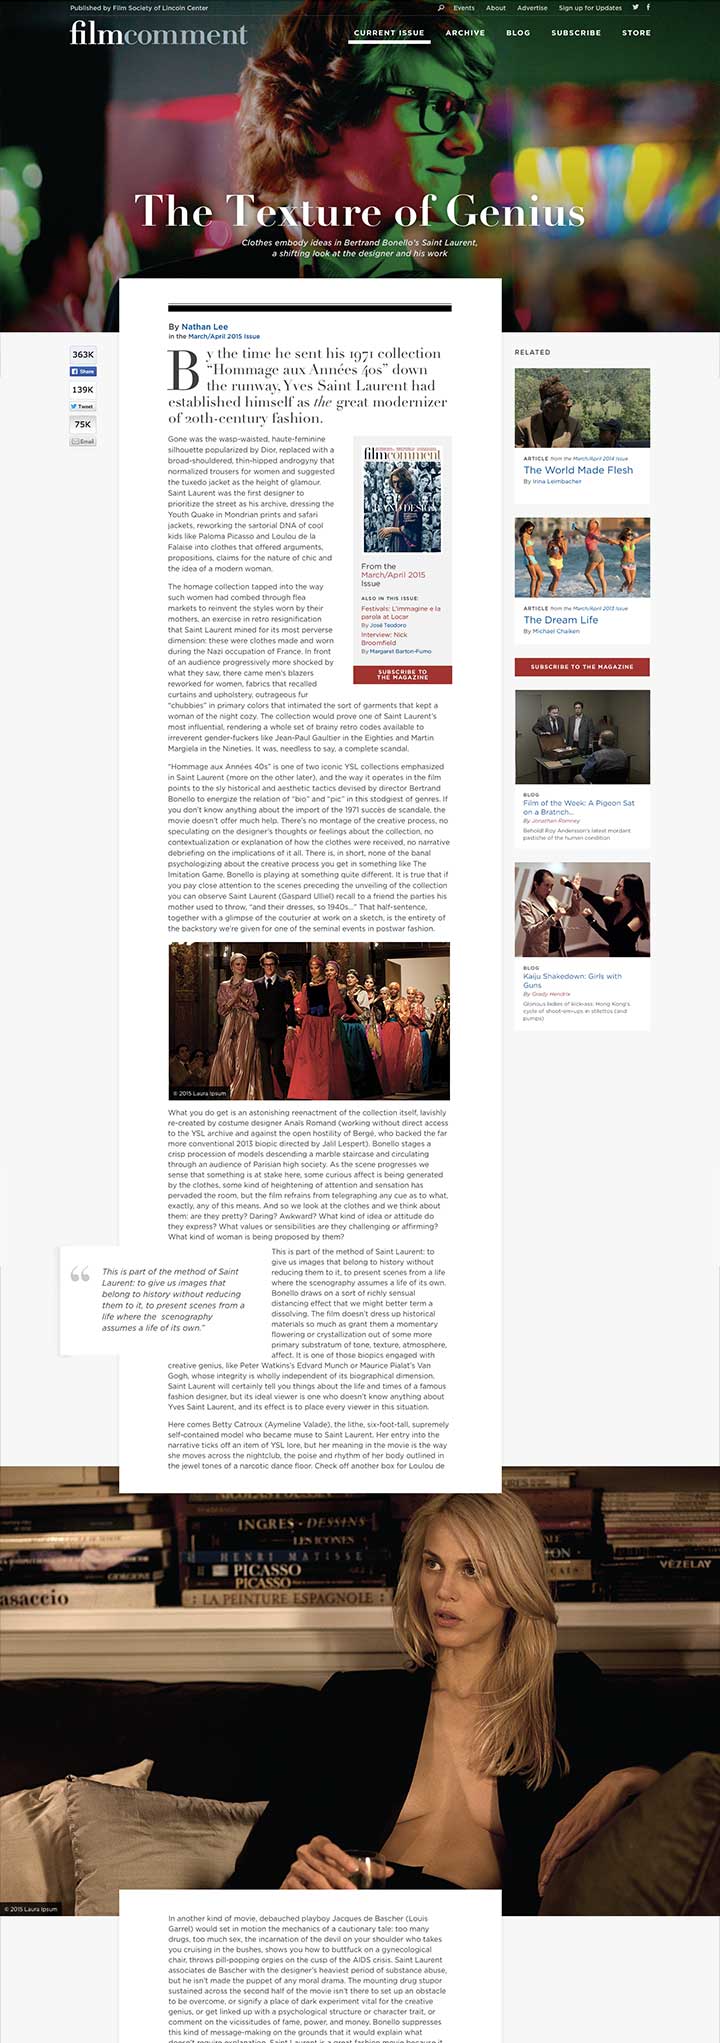 Published by Film Society of Lincoln Center
Events About Advertise Sign up for Updates
filmcomment
CURRENT ISSUE ARCHIVE BLOG SUBSCRIBE STORE
The Texture of Genius
Clothes embody ideas in Bertrand Bonello's Saint Laurent,
a shifting look at the designer and his work
363K
Share
139K
Tweet
75K
Email
By Nathan Lee
in the March/April 2015 Issue
By the time he sent his 1971 collection
“Hommage aux Années 40s” down
the runway, Yves Saint Laurent had
established himself as the great modernizer
of 20th-century fashion.
Gone was the wasp-waisted, haute-feminine
silhouette popularized by Dior, replaced with a
broad-shouldered, thin-hipped androgyny that
normalized trousers for women and suggested
the tuxedo jacket as the height of glamour.
Saint Laurent was the first designer to
prioritize the street as his archive, dressing the
Youth Quake in Mondrian prints and safari
jackets, reworking the sartorial DNA of cool
kids like Paloma Picasso and Loulou de la
Falaise into clothes that offered arguments,
propositions, claims for the nature of chic and
the idea of a modern woman.
The homage collection tapped into the way
such women had combed through flea
markets to reinvent the styles worn by their
mothers, an exercise in retro resignification
that Saint Laurent mined for its most perverse
dimension: these were clothes made and worn
during the Nazi occupation of France. In front
of an audience progressively more shocked by
what they saw, there came men's blazers
reworked for women, fabrics that recalled
curtains and upholstery, outrageous fur
“chubbies” in primary colors that intimated the sort of garments that kept a
woman of the night cozy. The collection would prove one of Saint Laurent's
most influential, rendering a whole set of brainy retro codes available to
irreverent gender-fuckers like Jean-Paul Gaultier in the Eighties and Martin
Margiela in the Nineties. It was, needless to say, a complete scandal.
filmcomment
From the
March/April 2015
Issue
ALSO IN THIS ISSUE:
Festivals: L'immagine e la
parola at Locar
By José Teodoro
Interview: Nick
Broomfield
By Margaret Barton-Fumo
SUBSCRIBE TO
THE MAGAZINE
“Hommage aux Années 40s” is one of two iconic YSL collections emphasized
in Saint Laurent (more on the other later), and the way it operates in the film
points to the sly historical and aesthetic tactics devised by director Bertrand
Bonello to energize the relation of “bio” and “pic” in this stodgiest of genres. If
you don't know anything about the import of the 1971 succès de scandale, the
movie doesn't offer much help. There's no montage of the creative process, no
speculating on the designer's thoughts or feelings about the collection, no
contextualization or explanation of how the clothes were received, no narrative
debriefing on the implications of it all. There is, in short, none of the banal
psychologizing about the creative process you get in something like The
Imitation Game. Bonello is playing at something quite different. It is true that if
you pay close attention to the scenes preceding the unveiling of the collection
you can observe Saint Laurent (Gaspard Ulliel) recall to a friend the parties his
mother used to throw, “and their dresses, so 1940s...” That half-sentence,
together with a glimpse of the couturier at work on a sketch, is the entirety of
the backstory we're given for one of the seminal events in postwar fashion.
© 2015 Laura Ipsum
What you do get is an astonishing reenactment of the collection itself, lavishly
re-created by costume designer Anaïs Romand (working without direct access
to the YSL archive and against the open hostility of Bergé, who backed the far
more conventional 2013 biopic directed by Jalil Lespert). Bonello stages a
crisp procession of models descending a marble staircase and circulating
through an audience of Parisian high society. As the scene progresses we
sense that something is at stake here, some curious affect is being generated
by the clothes, some kind of heightening of attention and sensation has
pervaded the room, but the film refrains from telegraphing any cue as to what,
exactly, any of this means. And so we look at the clothes and we think about
them: are they pretty? Daring? Awkward? What kind of idea or attitude do
they express? What values or sensibilities are they challenging or affirming?
What kind of woman is being proposed by them?
“ This is part of the method of Saint
Laurent: to give us images that
belong to history without reducing
them to it, to present scenes from a
life where the scenography
assumes a life of its own.”
This is part of the method of Saint Laurent: to
give us images that belong to history without
reducing them to it, to present scenes from a life
where the scenography assumes a life of its own.
Bonello draws on a sort of richly sensual
distancing effect that we might better term a
dissolving. The film doesn't dress up historical
materials so much as grant them a momentary
flowering or crystallization out of some more
primary substratum of tone, texture, atmosphere,
affect. It is one of those biopics engaged with
creative genius, like Peter Watkins's Edvard Munch or Maurice Pialat's Van
Gogh, whose integrity is wholly independent of its biographical dimension.
Saint Laurent will certainly tell you things about the life and times of a famous
fashion designer, but its ideal viewer is one who doesn't know anything about
Yves Saint Laurent, and its effect is to place every viewer in this situation.
Here comes Betty Catroux (Aymeline Valade), the lithe, six-foot-tall, supremely
self-contained model who became muse to Saint Laurent. Her entry into the
narrative ticks off an item of YSL lore, but her meaning in the movie is the way
she moves across the nightclub, the poise and rhythm of her body outlined in
the jewel tones of a narcotic dance floor. Check off another box for Loulou de
RELATED
ARTICLE from the March/April 2014 Issue
The World Made Flesh
By Irina Leimbacher
ARTICLE from the March/April 2013 Issue
The Dream Life
By Michael Chaiken
SUBSCRIBE TO THE MAGAZINE
BLOG
Film of the Week: A Pigeon Sat
on a Bratnch...
By Jonathan Romney
Behold! Roy Andersson's latest mordant
pastiche of the human condition
BLOG
Kaiju Shakedown: Girls with
Guns
By Grady Hendrix
Glorious ladies of kick-ass: Hong Kong's
cycle of shoot-em-ups in stilettos (and
pumps)
INGRES - DESSINS
LES ICONES
HENRI MATISSE
PICASSO
PICASSO
LA PEINTURE ESPAGNOLE
asaccio
VÉZELAY
© 2015 Laura Ipsum
In another kind of movie, debauched playboy Jacques de Bascher (Louis
Garrel) would set in motion the mechanics of a cautionary tale: too many
drugs, too much sex, the incarnation of the devil on your shoulder who takes
you cruising in the bushes, shows you how to buttfuck on a gynecological
chair, throws pill-popping orgies on the cusp of the AIDS crisis. Saint Laurent
associates de Bascher with the designer's heaviest period of substance abuse,
but he isn't made the puppet of any moral drama. The mounting drug stupor
sustained across the second half isn't there to set up an obstacle
to be overcome, or signify a place of dark experiment vital for the creative
genius, or get linked up with a psychological structure or character trait, or
comment on the vicissitudes of fame, power, and money. Bonello suppresses
this kind of message-making on the grounds that it would explain what